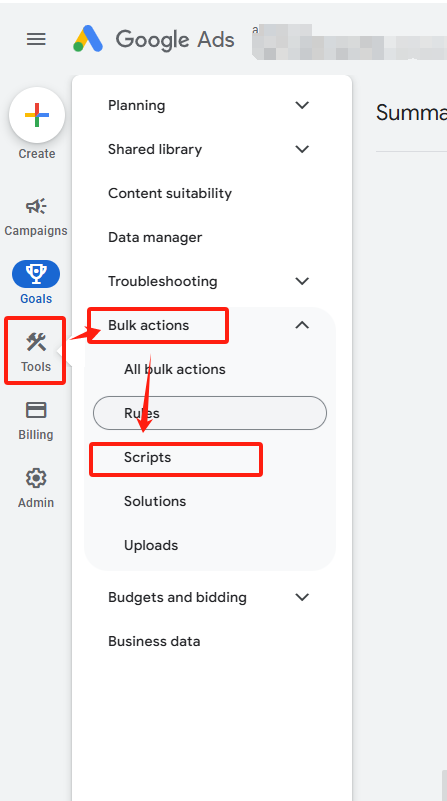 Google Ads
a
Planning
Summa
Create
Shared library
Content suitability
Campaigns
Data manager
Goals
Troubleshooting
Bulk actions
Tools
All bulk actions
Rules
Billing
Scripts
Admin
Solutions
Uploads
Budgets and bidding
Business data